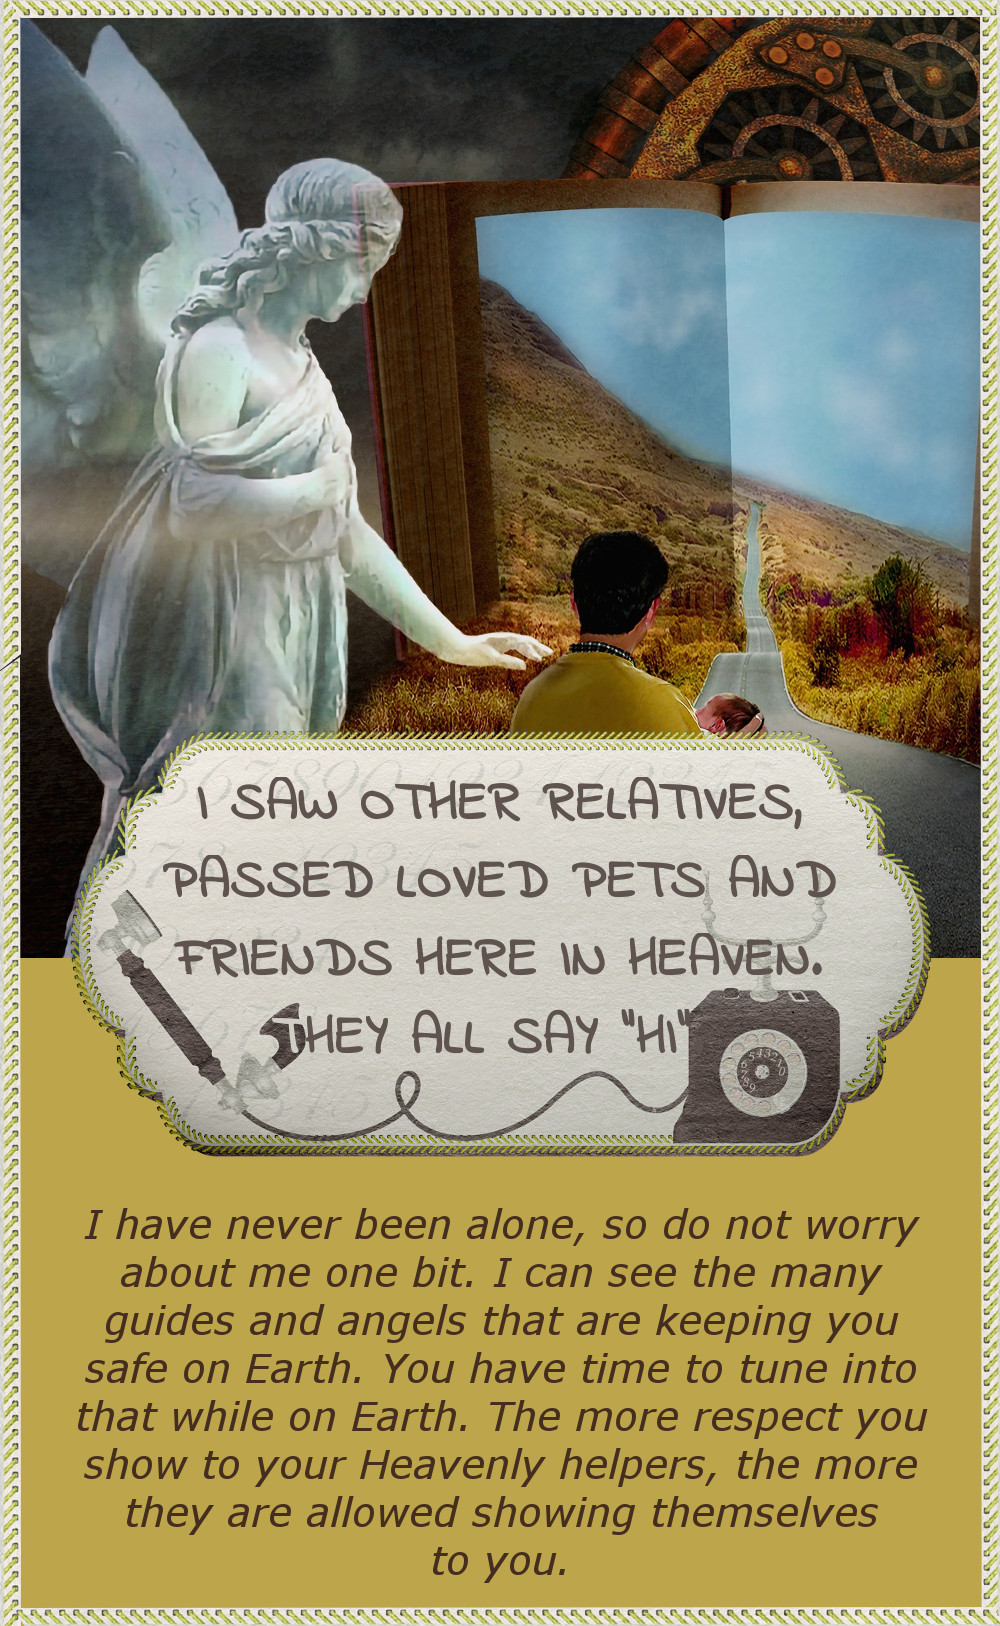 I SAW OTHER RELATIVES,
PASSED LOVED PETS AND
FRIENDS HERE IN HEAVEN.
THEY ALL SAY "HI"
I have never been alone, so do not worry
about me one bit. I can see the many
guides and angels that are keeping you
safe on Earth. You have time to tune into
that while on Earth. The more respect you
show to your Heavenly helpers, the more
they are allowed showing themselves
to you.